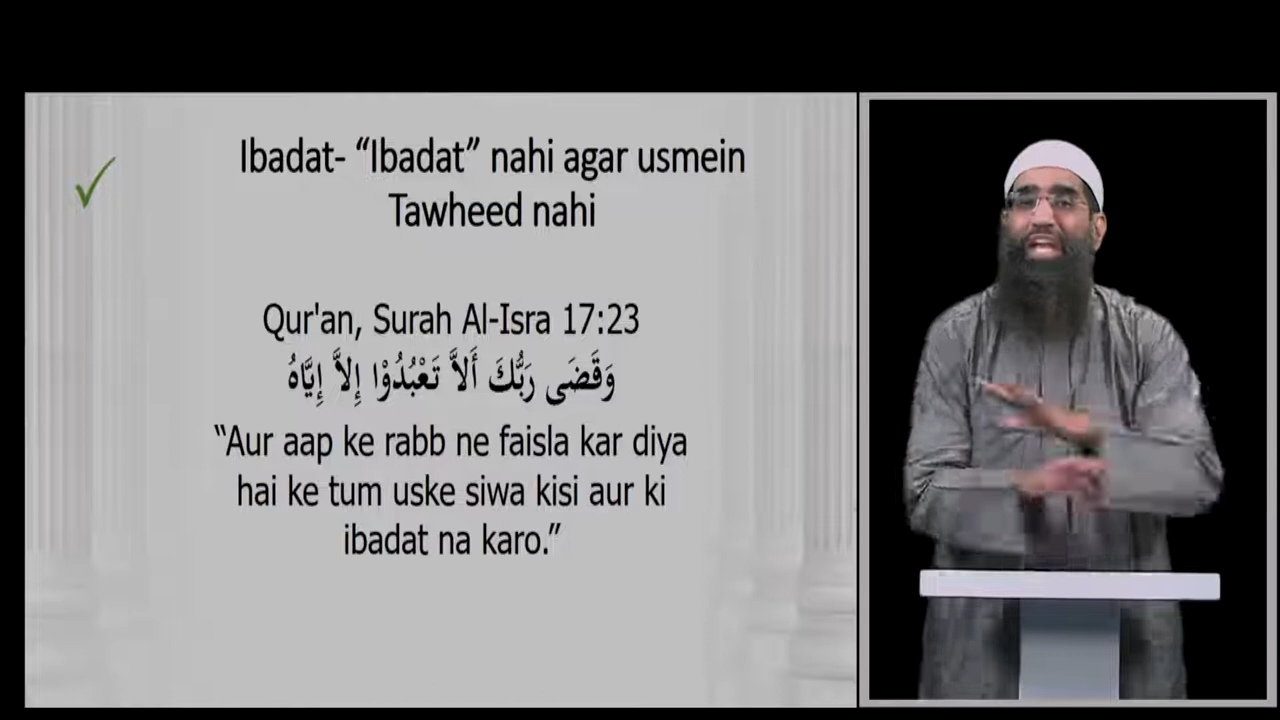 Ibadat- “Ibadat” nahi agar usmein
Tawheed nahi
Qur'an, Surah Al-Isra 17:23
وَقَضَى رَبُّكَ أَلاَّ تَعْبُدُوْا إِلاَّ إِيَّاهُ
“Aur aap ke rabb ne faisla kar diya
hai ke tum uske siwa kisi aur ki
ibadat na karo.”